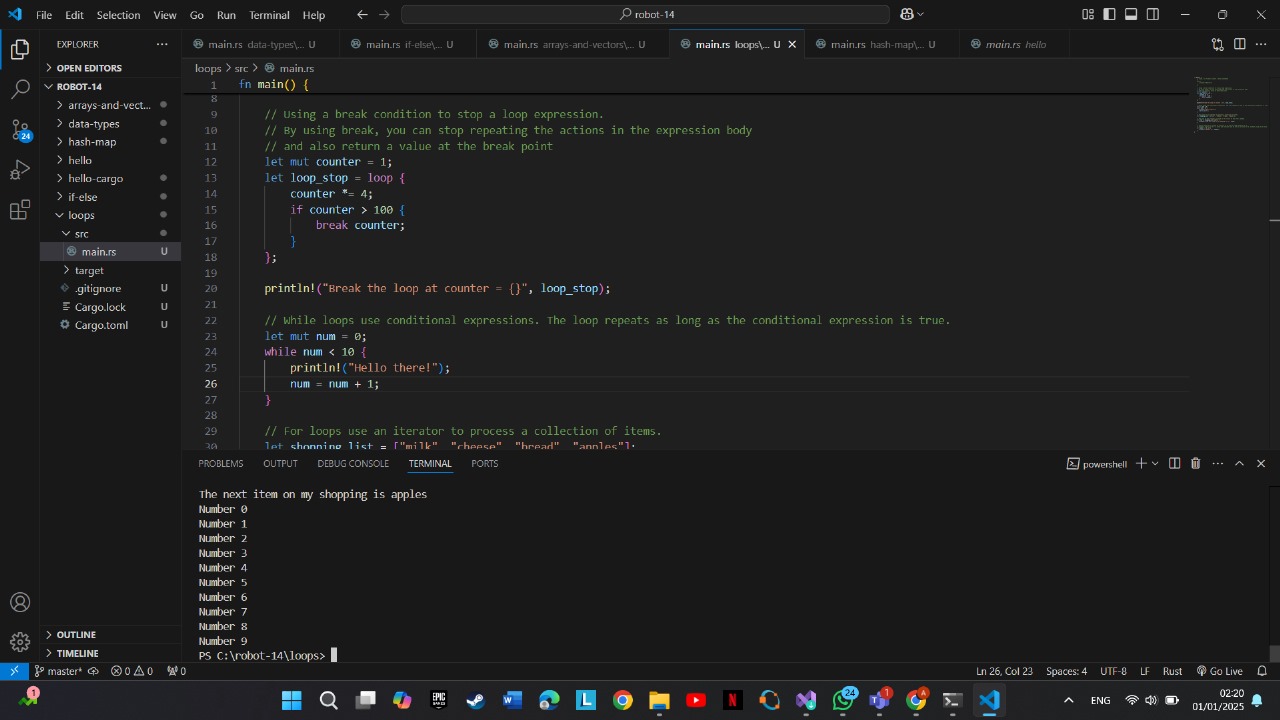 File Edit Selection View Go Run Terminal Help
robot-14
EXPLORER
main.rs data-types\... U
main.rs if-else\... U
main.rs arrays-and-vectors\... U
main.rs loops\... U
main.rs hash-map\... U
main.rs hello
OPEN EDITORS
ROBOT-14
arrays-and-vect...
data-types
hash-map
hello
hello-cargo
if-else
loops
src
main.rs U
target
.gitignore U
Cargo.lock U
Cargo.toml U
OUTLINE
TIMELINE
24
loops > src > main.rs
1 fn main() {
8
9 // Using a break condition to stop a loop expression.
10 // By using break, you can stop repeating the actions in the expression body
11 // and also return a value at the break point
12 let mut counter = 1;
13 let loop_stop = loop {
14 counter *= 4;
15 if counter > 100 {
16 break counter;
17 }
18 };
19
20 println!("Break the loop at counter = {}", loop_stop);
21
22 // While loops use conditional expressions. The loop repeats as long as the conditional expression is true.
23 let mut num = 0;
24 while num < 10 {
25 println!("Hello there!");
26 num = num + 1;
27 }
28
29 // For loops use an iterator to process a collection of items.
30 let shopping_list = ["milk", "cheese", "bread", "apples"];
PROBLEMS OUTPUT DEBUG CONSOLE TERMINAL PORTS
powershell
The next item on my shopping is apples
Number 0
Number 1
Number 2
Number 3
Number 4
Number 5
Number 6
Number 7
Number 8
Number 9
PS C:\robot-14\loops>
master* 0 0 0
Ln 26, Col 23 Spaces: 4 UTF-8 LF Rust Go Live
1
EPIC GAMES
24
1
A
ENG
02:20
01/01/2025